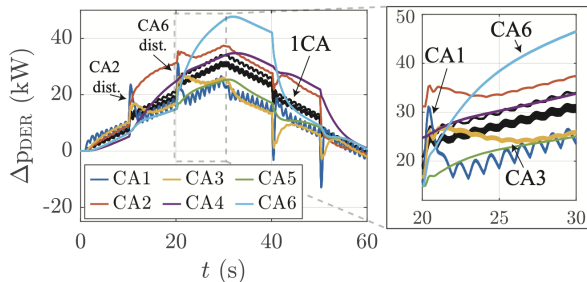 Δp_DER (kW)
40
20
0
-20
CA2
dist.
CA6
dist.
1CA
CA1 CA3 CA5
CA2 CA4 CA6
0 20 40 60
t (s)
50
40
30
20
CA1
CA6
CA3
20 25 30